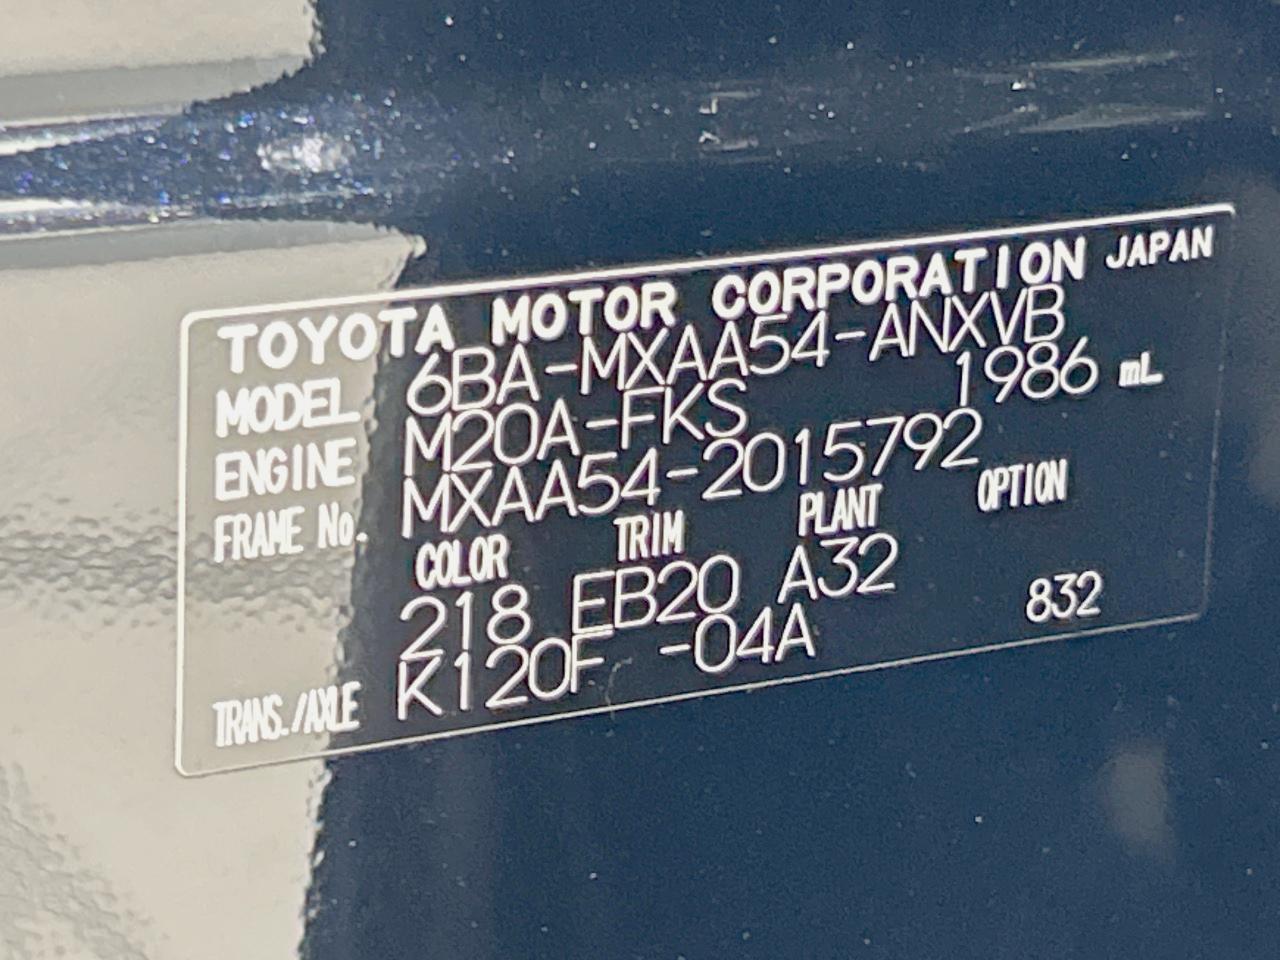 TOYOTA MOTOR CORPORATION JAPAN
MODEL 6BA-MXAA54-ANXVB
ENGINE M20A-FKS 1986 mL
FRAME No. MXAA54-2015792
COLOR TRIM PLANT OPTION
218 EB20 A32
TRANS./AXLE K120F -04A 832